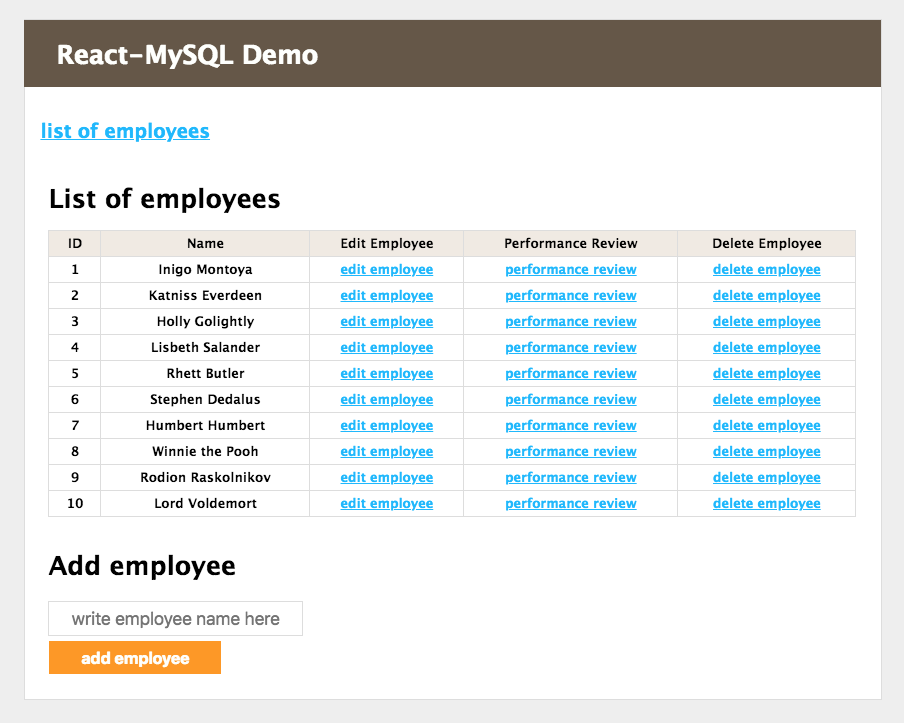 React-MySQL Demo
list of employees
List of employees
ID Name Edit Employee Performance Review Delete Employee
1 Inigo Montoya edit employee performance review delete employee
2 Katniss Everdeen edit employee performance review delete employee
3 Holly Golightly edit employee performance review delete employee
4 Lisbeth Salander edit employee performance review delete employee
5 Rhett Butler edit employee performance review delete employee
6 Stephen Dedalus edit employee performance review delete employee
7 Humbert Humbert edit employee performance review delete employee
8 Winnie the Pooh edit employee performance review delete employee
9 Rodion Raskolnikov edit employee performance review delete employee
10 Lord Voldemort edit employee performance review delete employee
Add employee
write employee name here
add employee